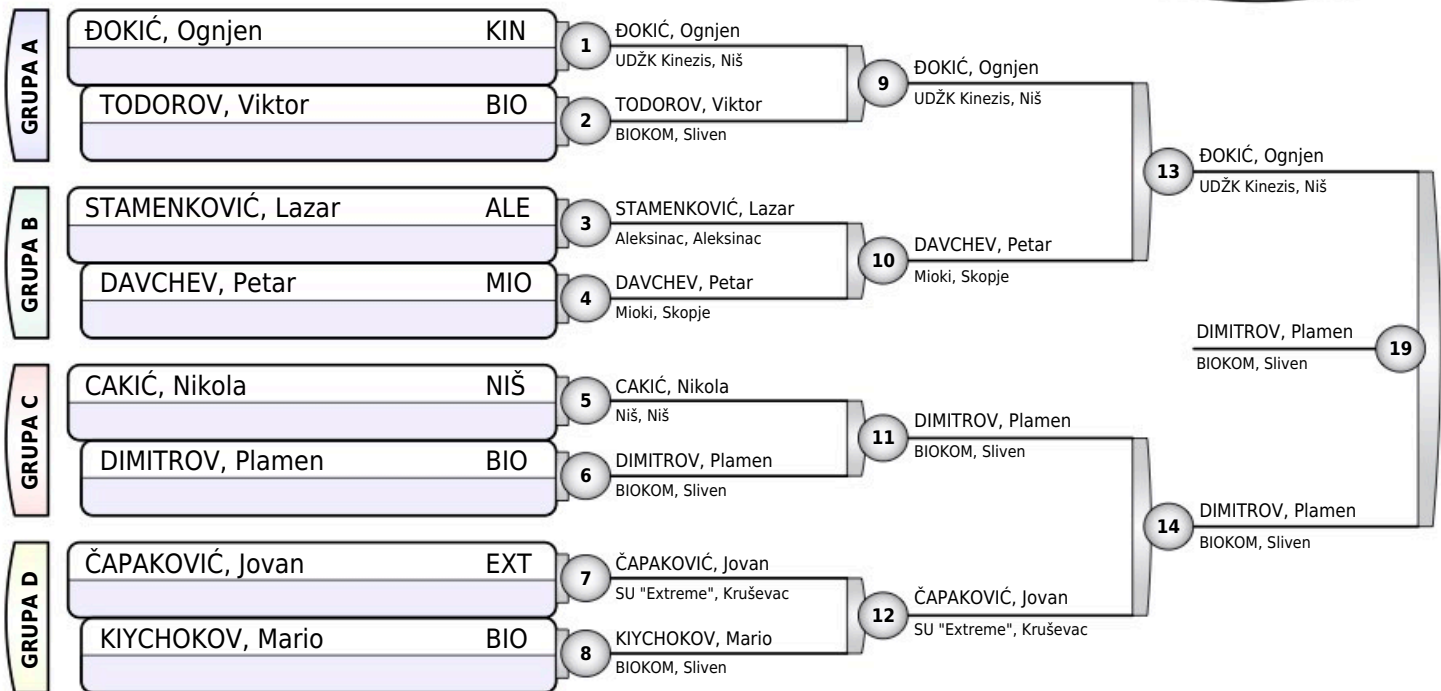 GRUPA A
ĐOKIĆ, Ognjen KIN
TODOROV, Viktor BIO
GRUPA B
STAMENKOVIĆ, Lazar ALE
DAVCHEV, Petar MIO
GRUPA C
CAKIĆ, Nikola NIŠ
DIMITROV, Plamen BIO
GRUPA D
ČAPAKOVIĆ, Jovan EXT
KIYCHOKOV, Mario BIO
1
ĐOKIĆ, Ognjen
UDŽK Kinezis, Niš
2
TODOROV, Viktor
BIOKOM, Sliven
3
STAMENKOVIĆ, Lazar
Aleksinac, Aleksinac
4
DAVCHEV, Petar
Mioki, Skopje
5
CAKIĆ, Nikola
Niš, Niš
6
DIMITROV, Plamen
BIOKOM, Sliven
7
ČAPAKOVIĆ, Jovan
SU "Extreme", Kruševac
8
KIYCHOKOV, Mario
BIOKOM, Sliven
9
ĐOKIĆ, Ognjen
UDŽK Kinezis, Niš
10
DAVCHEV, Petar
Mioki, Skopje
11
DIMITROV, Plamen
BIOKOM, Sliven
12
ČAPAKOVIĆ, Jovan
SU "Extreme", Kruševac
13
ĐOKIĆ, Ognjen
UDŽK Kinezis, Niš
14
DIMITROV, Plamen
BIOKOM, Sliven
DIMITROV, Plamen
BIOKOM, Sliven
19